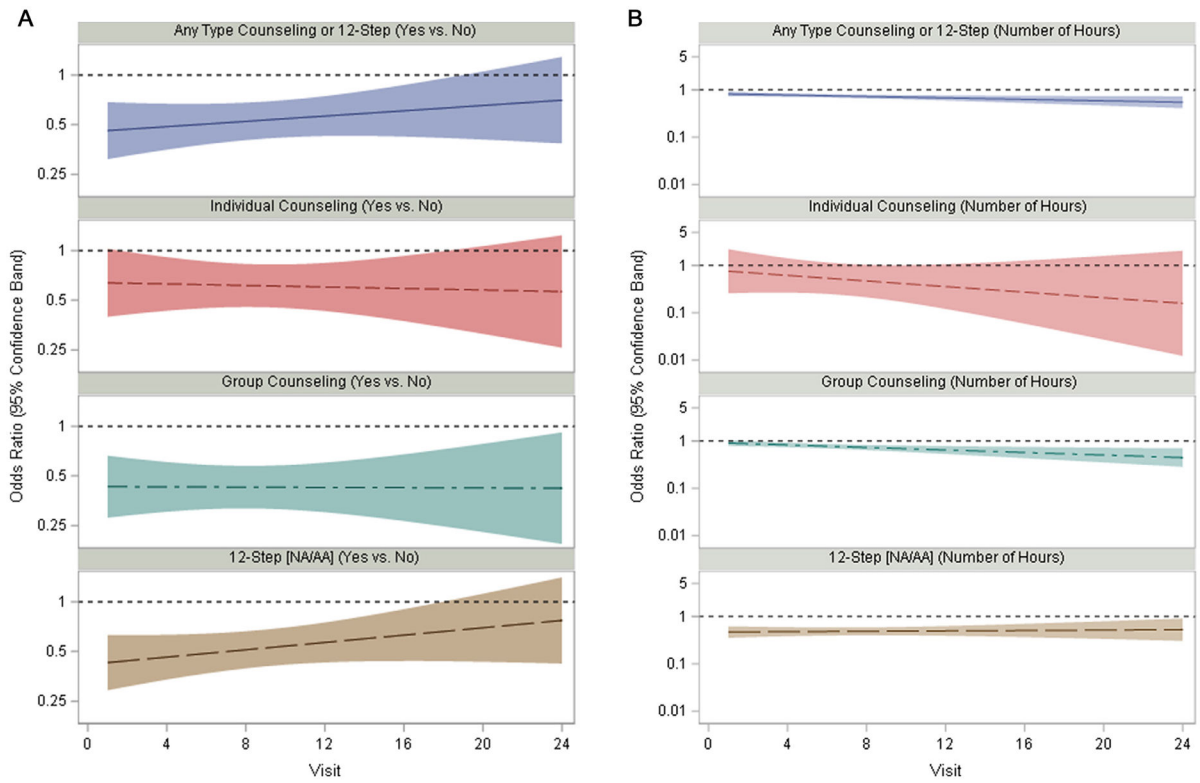 A
Any Type Counseling or 12-Step (Yes vs. No)
1
0.5
0.25
Individual Counseling (Yes vs. No)
1
0.5
0.25
Group Counseling (Yes vs. No)
1
0.5
0.25
12-Step [NA/AA] (Yes vs. No)
1
0.5
0.25
0 4 8 12 16 20 24
Visit
Odds Ratio (95% Confidence Band)
B
Any Type Counseling or 12-Step (Number of Hours)
5
1
0.1
0.01
Individual Counseling (Number of Hours)
5
1
0.1
0.01
Group Counseling (Number of Hours)
5
1
0.1
0.01
12-Step [NA/AA] (Number of Hours)
5
1
0.1
0.01
0 4 8 12 16 20 24
Visit
Odds Ratio (95% Confidence Band)